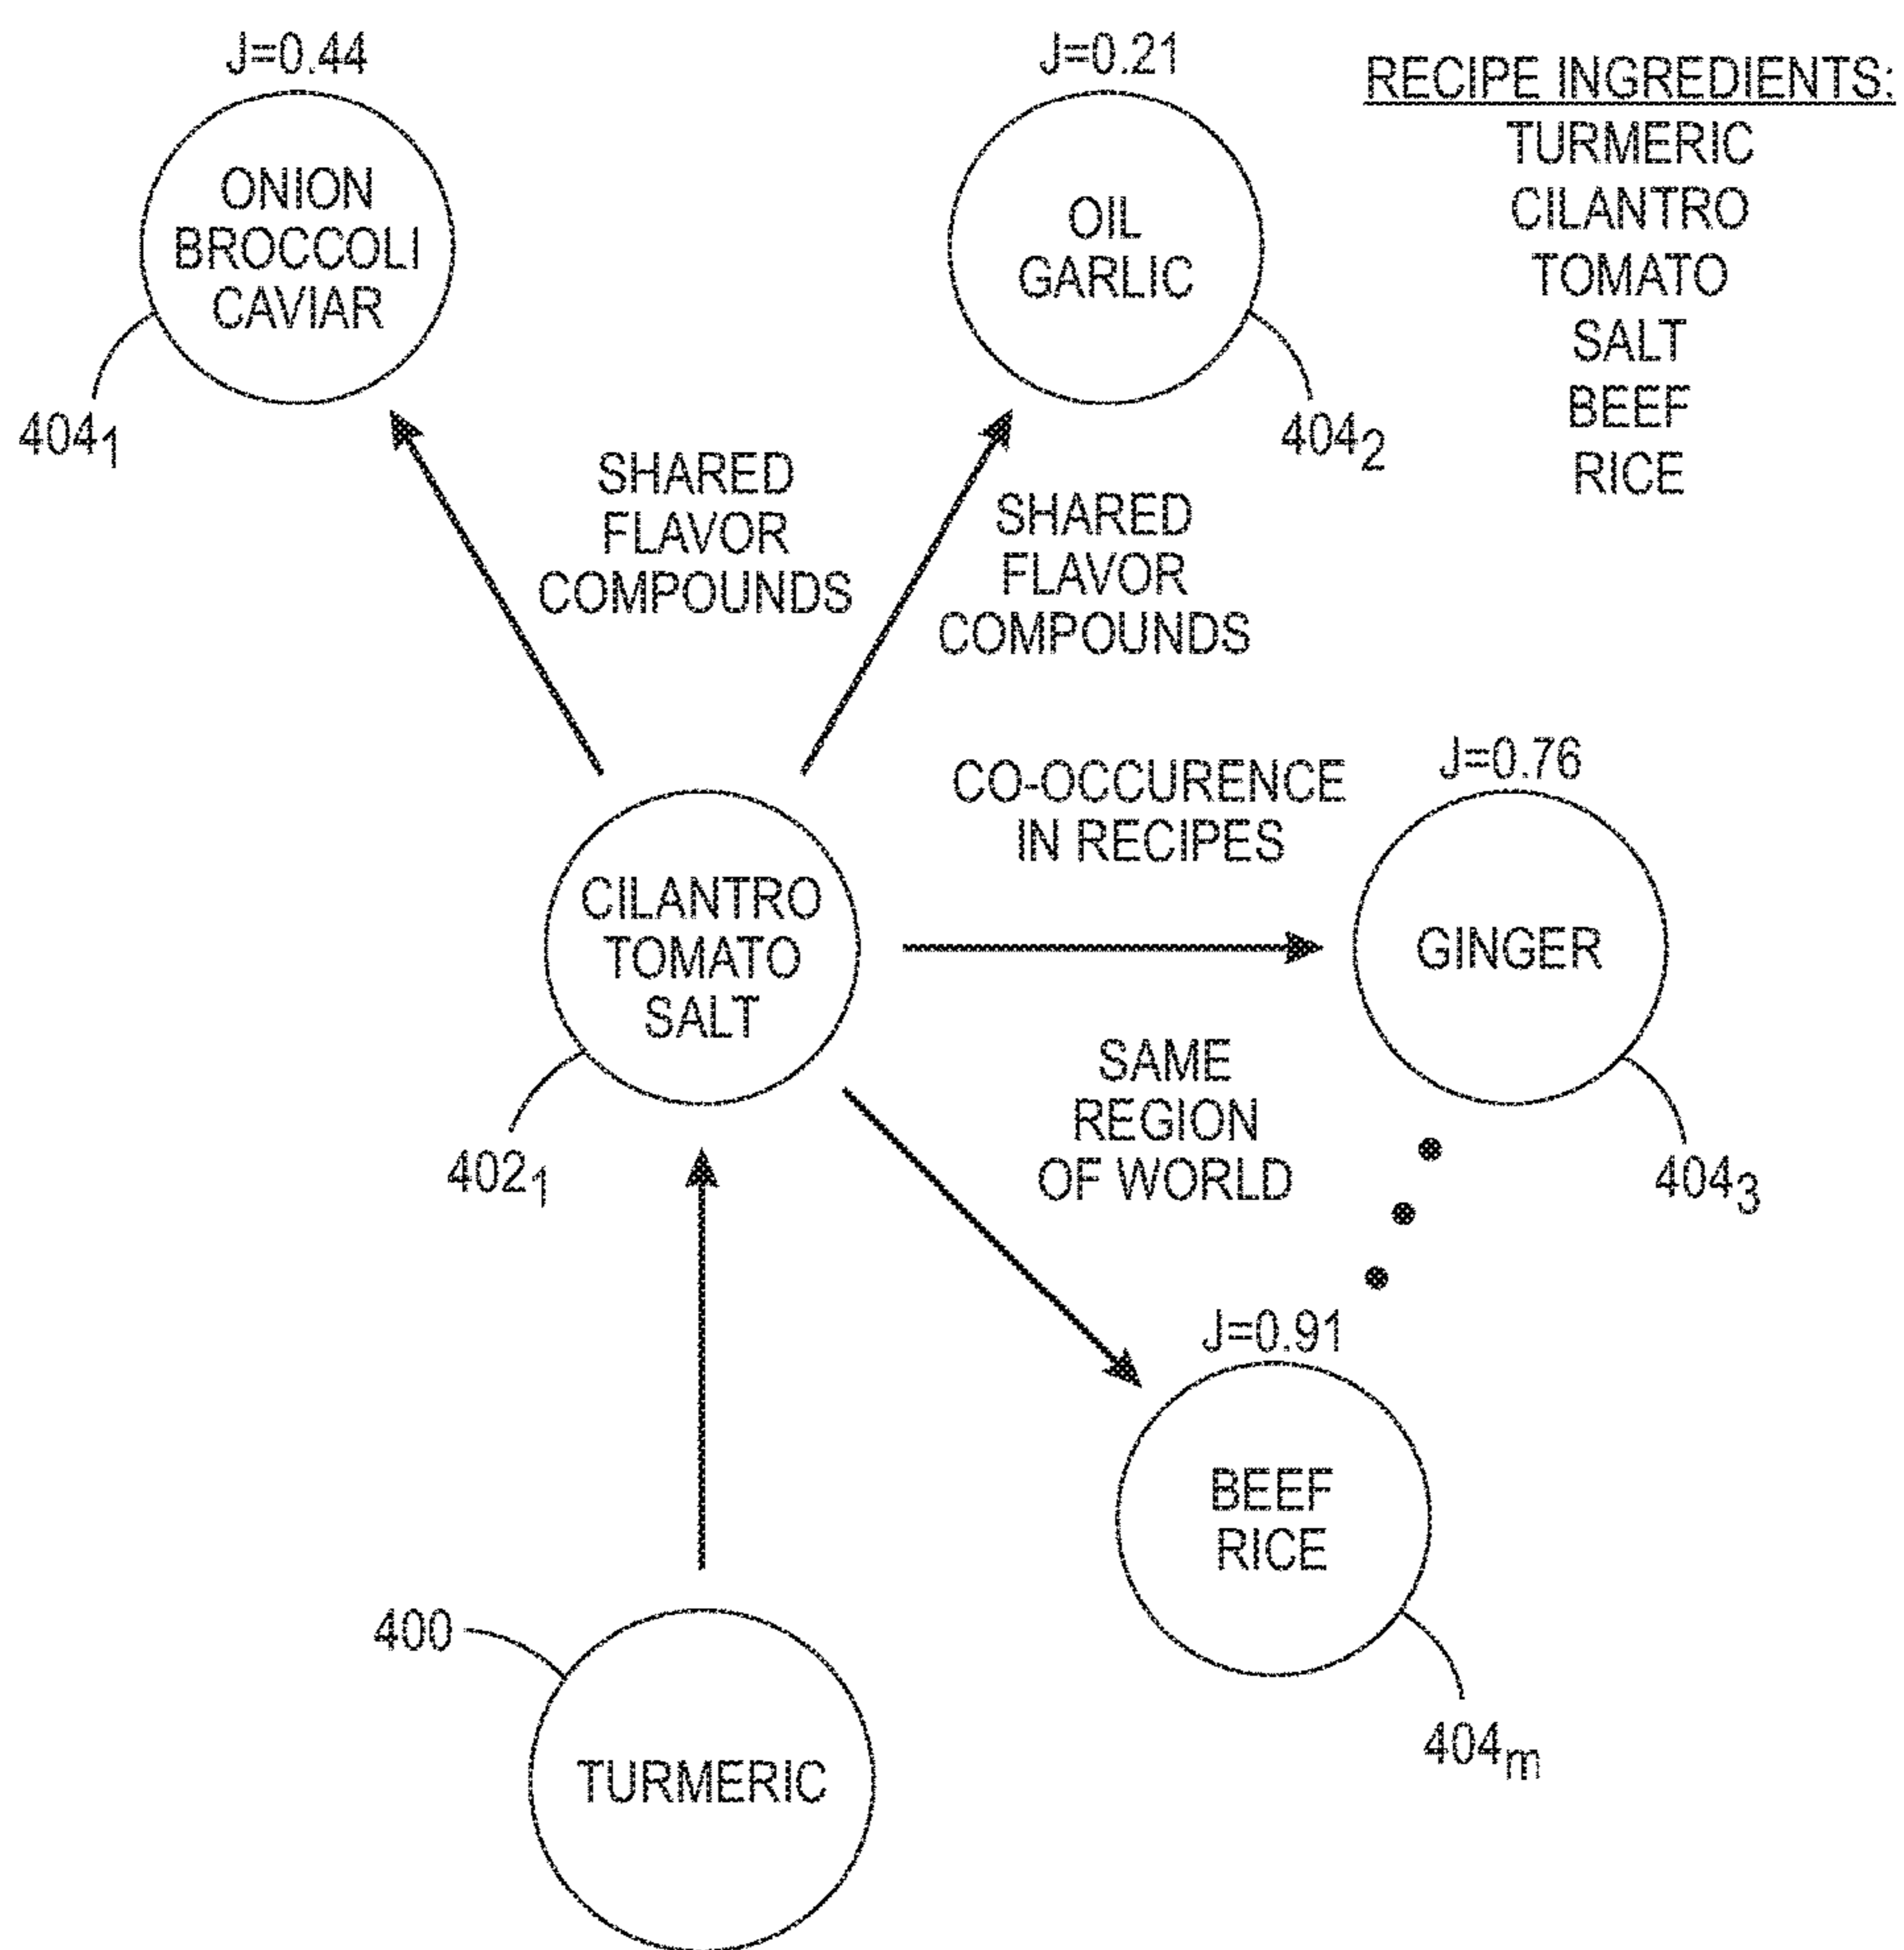 J=0.44
ONION
BROCCOLI
CAVIAR
404₁
J=0.21
OIL
GARLIC
404₂
RECIPE INGREDIENTS:
TURMERIC
CILANTRO
TOMATO
SALT
BEEF
RICE
SHARED
FLAVOR
COMPOUNDS
SHARED
FLAVOR
COMPOUNDS
CO-OCCURENCE
IN RECIPES
J=0.76
GINGER
404₃
CILANTRO
TOMATO
SALT
402₁
SAME
REGION
OF WORLD
J=0.91
BEEF
RICE
404ₘ
400
TURMERIC